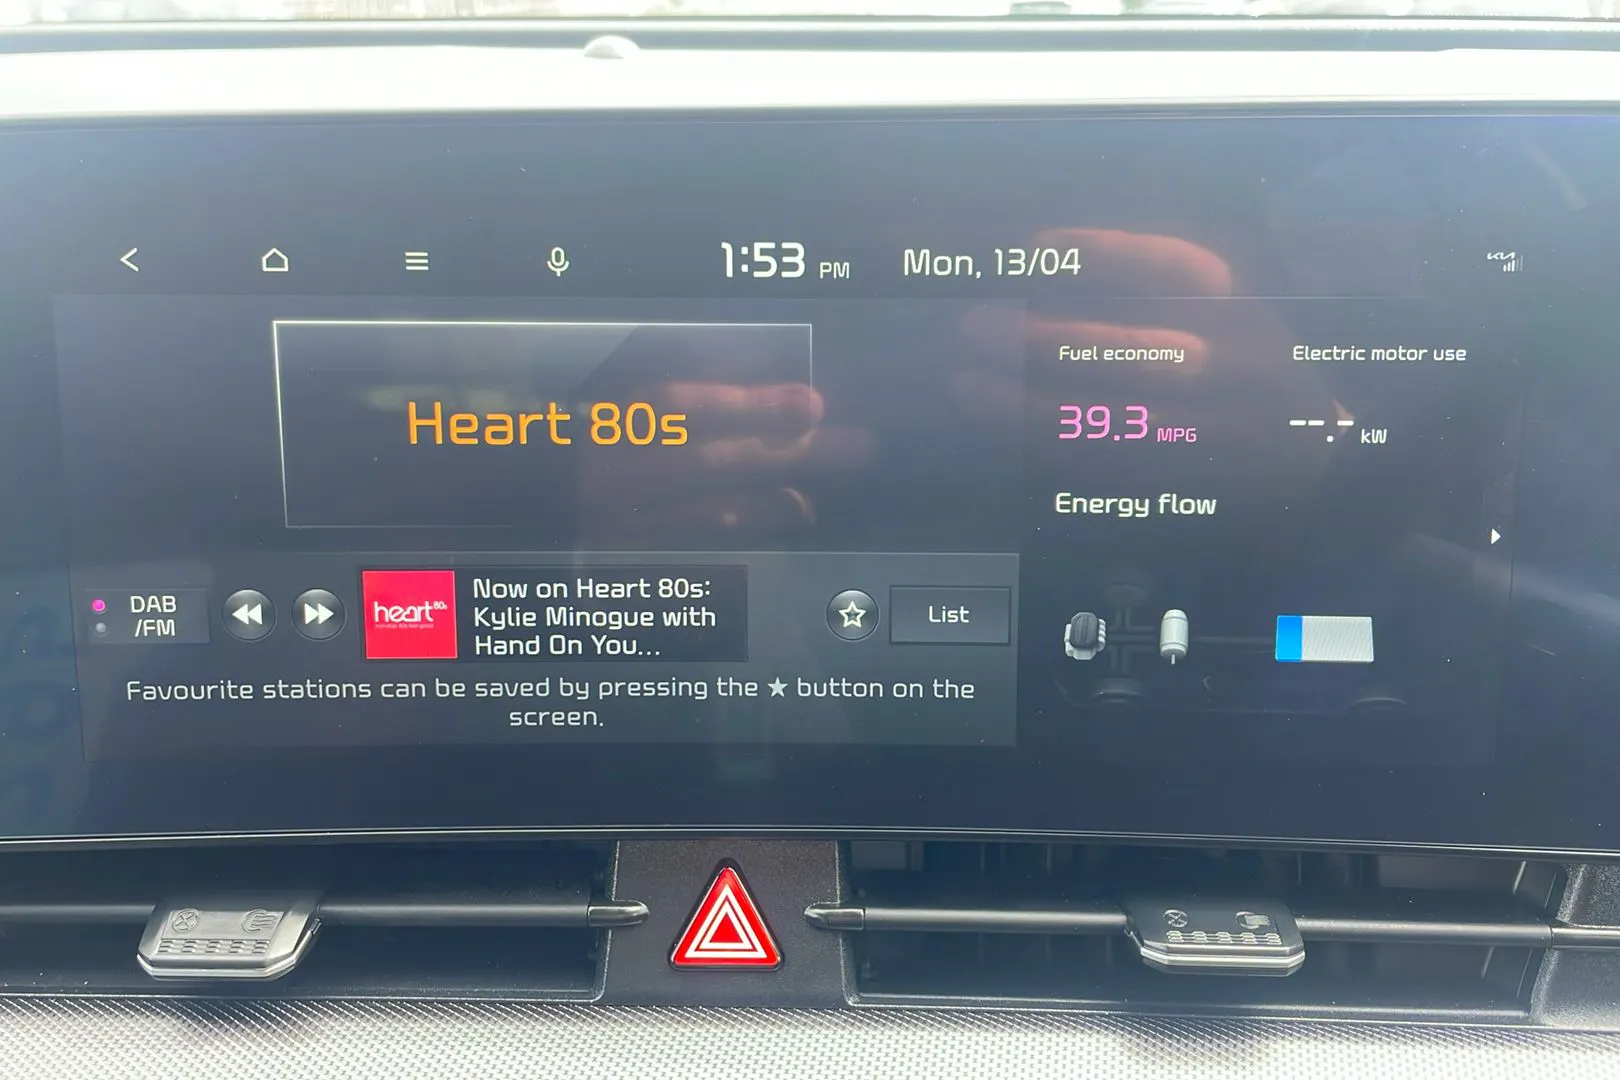 1:53 PM Mon, 13/04
Heart 80s
Fuel economy Electric motor use
39.3 MPG --.- kW
Energy flow
DAB
/FM
heart 80s
Now on Heart 80s:
Kylie Minogue with
Hand On You...
List
Favourite stations can be saved by pressing the ★ button on the
screen.